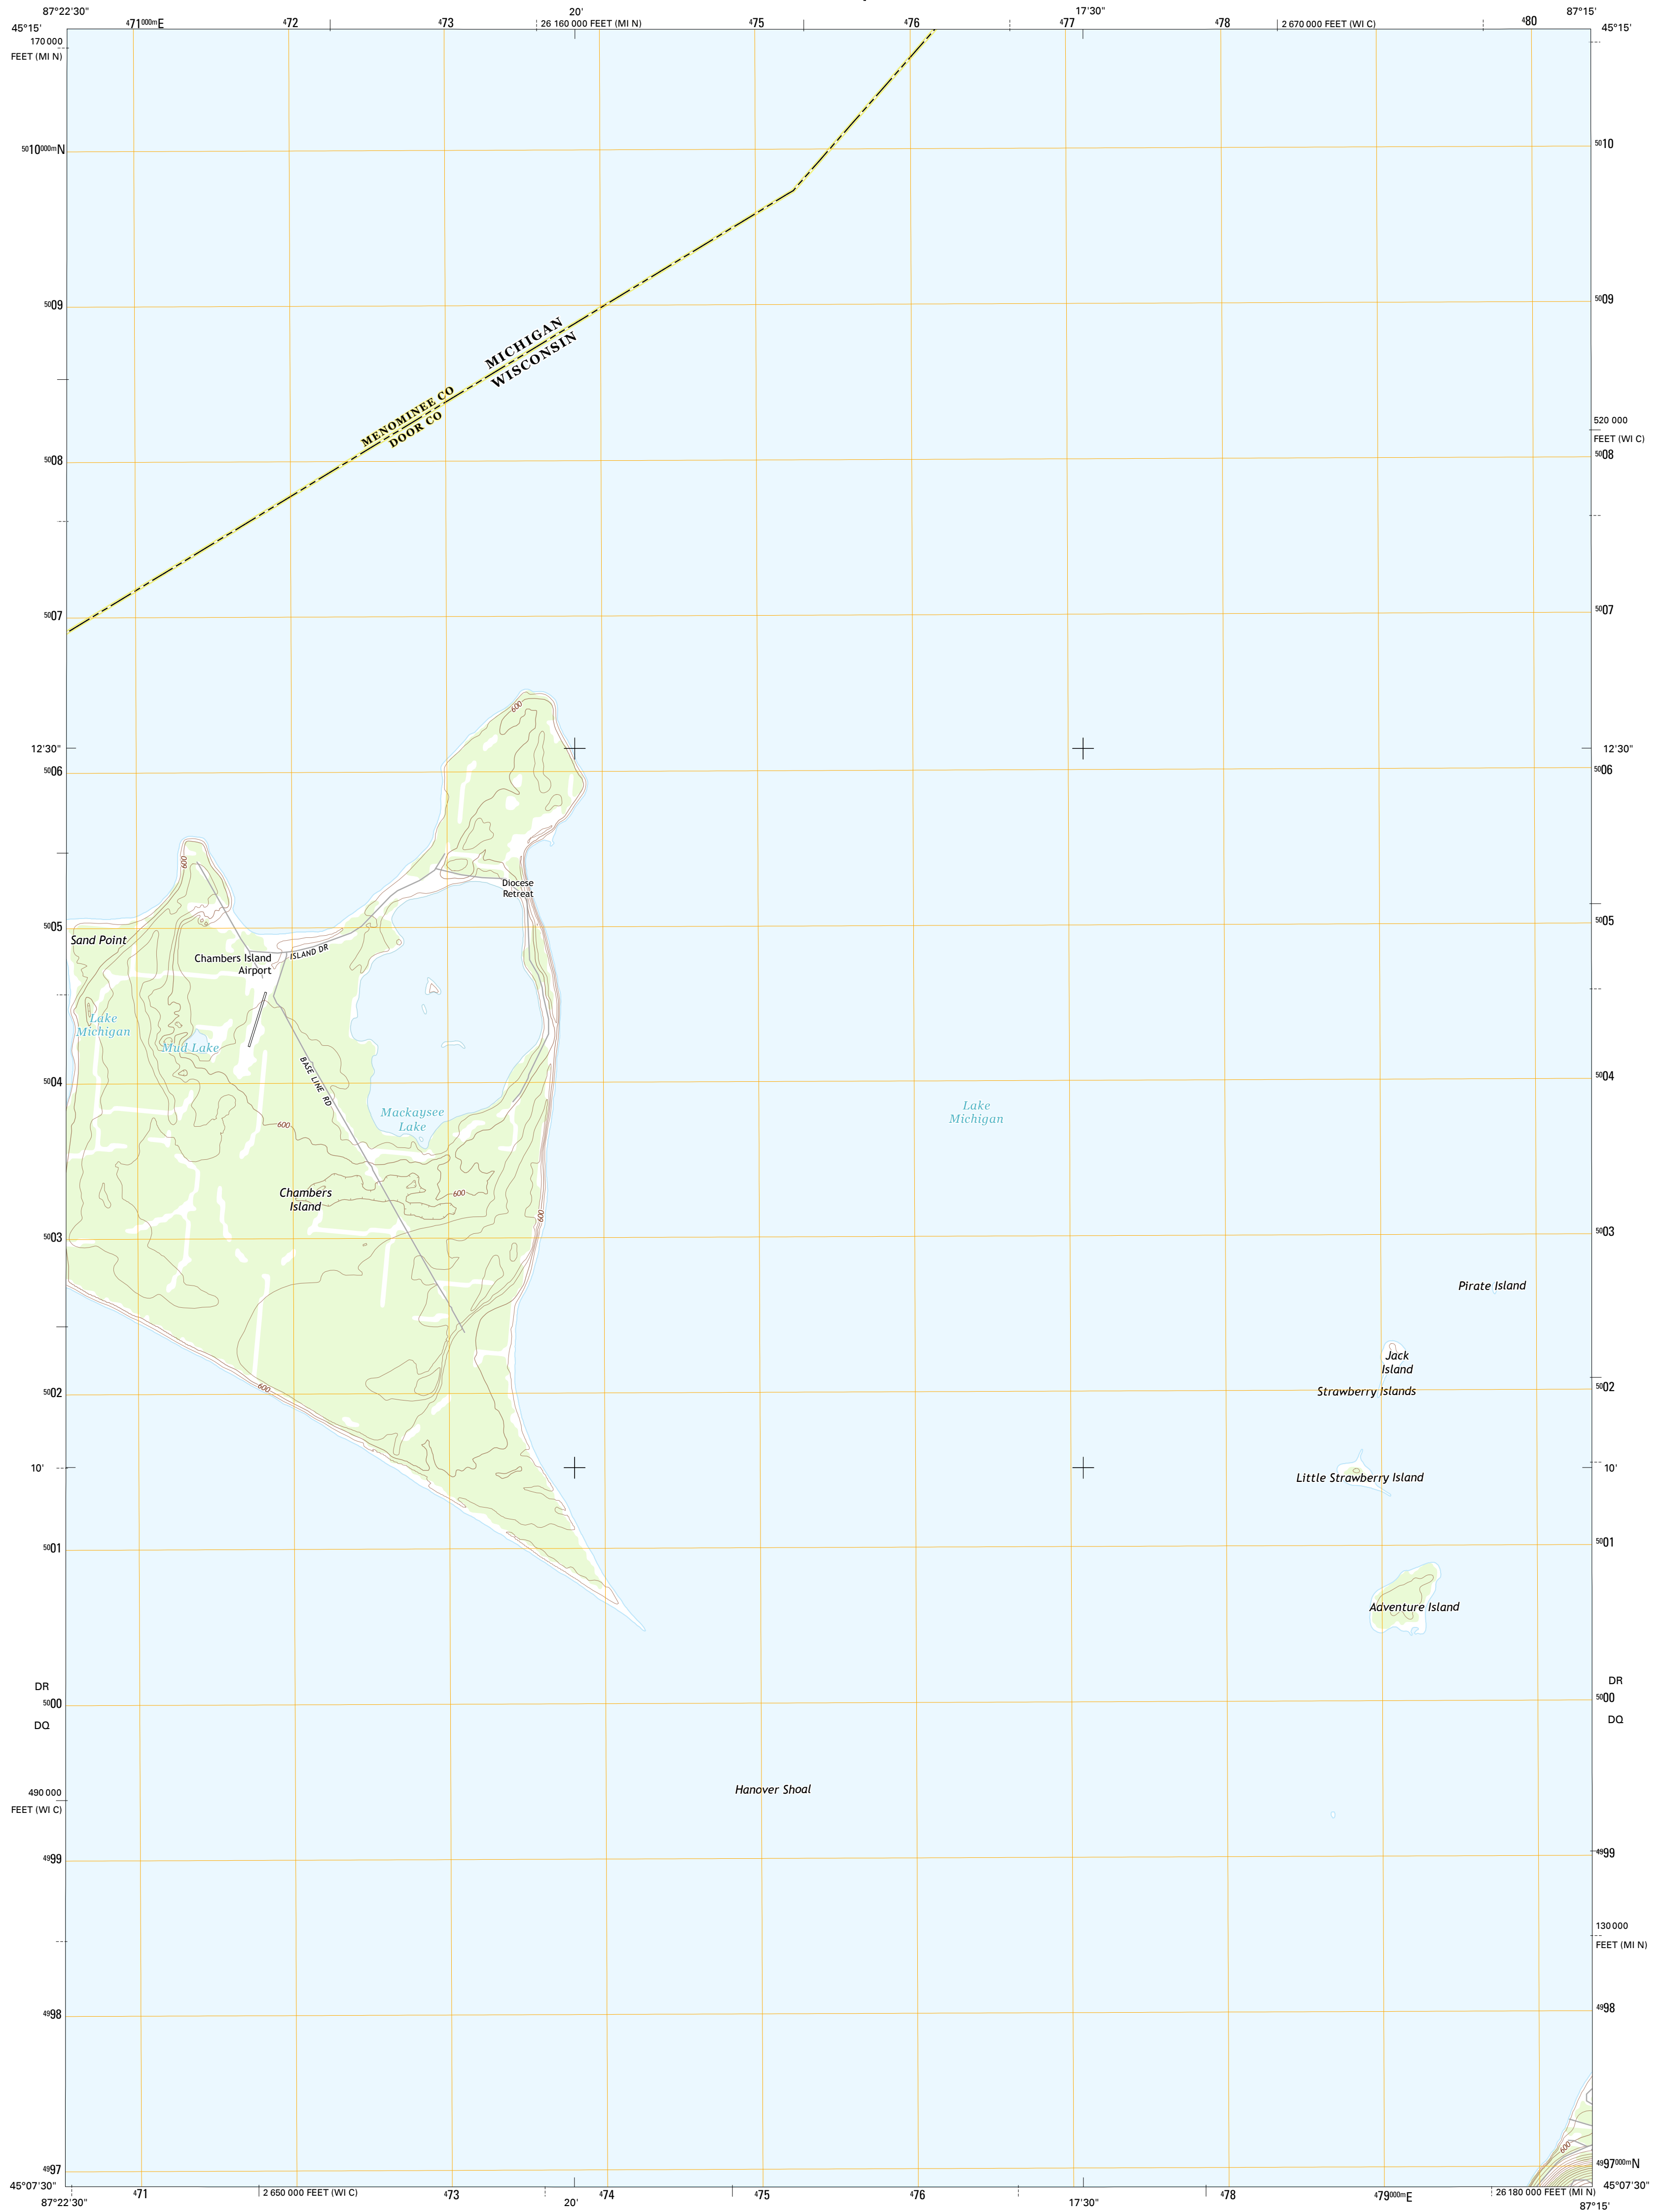 87°22'30" 471000mE 472 473 26 160 000 FEET (MI N) 20' 475 476 17'30" 477 478 2 670 000 FEET (WI C) 480 87°15'
45°15' 45°15'
170 000
FEET (MI N)
5010000mN 5010
5009 5009
MICHIGAN
WISCONSIN
MENOMINEE CO
DOOR CO
520 000
FEET (WI C)
5008 5008
5007 5007
600
12'30" 12'30"
5006 5006
600
Diocese
Retreat
5005 5005
Sand Point
ISLAND DR
Chambers Island
Airport
Lake
Michigan
Mud Lake
BASE LINE RD
5004 5004
Mackaysee
Lake
Lake
Michigan
600
Chambers
Island
600
600
5003 5003
Pirate Island
Jack
Island
600
Strawberry Islands
5002 5002
10' 10'
Little Strawberry Island
5001 5001
Adventure Island
DR DR
5000 5000
DQ DQ
Hanover Shoal
490 000
FEET (WI C)
4999 4999
130 000
FEET (MI N)
4998 4998
600
4997 4997000mN
45°07'30" 45°07'30"
87°22'30" 471 2 650 000 FEET (WI C) 473 20' 474 475 476 17'30" 478 479000mE 26 180 000 FEET (MI N) 87°15'